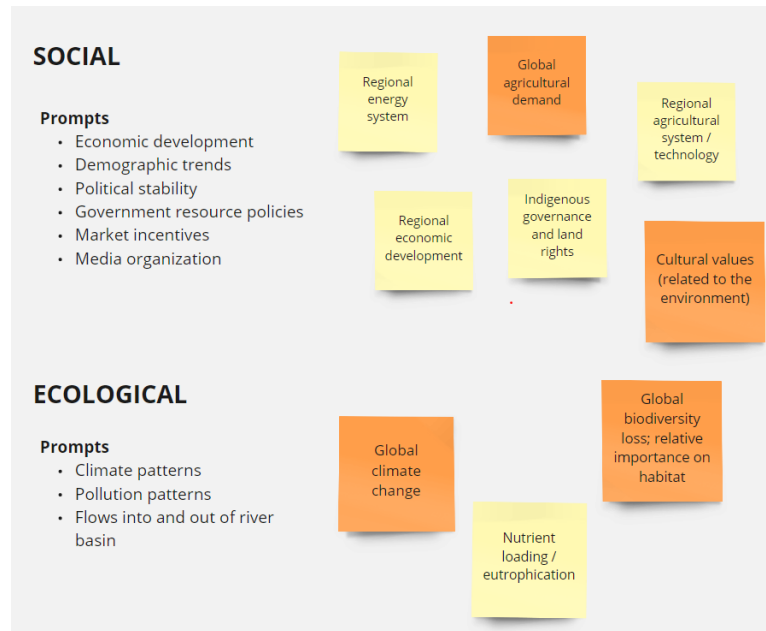 SOCIAL
Prompts
• Economic development
• Demographic trends
• Political stability
• Government resource policies
• Market incentives
• Media organization
Regional
energy
system
Global
agricultural
demand
Regional
agricultural
system /
technology
Regional
economic
development
Indigenous
governance
and land
rights
Cultural values
(related to the
environment)
ECOLOGICAL
Prompts
• Climate patterns
• Pollution patterns
• Flows into and out of river
basin
Global
climate
change
Nutrient
loading /
eutrophication
Global
biodiversity
loss; relative
importance on
habitat